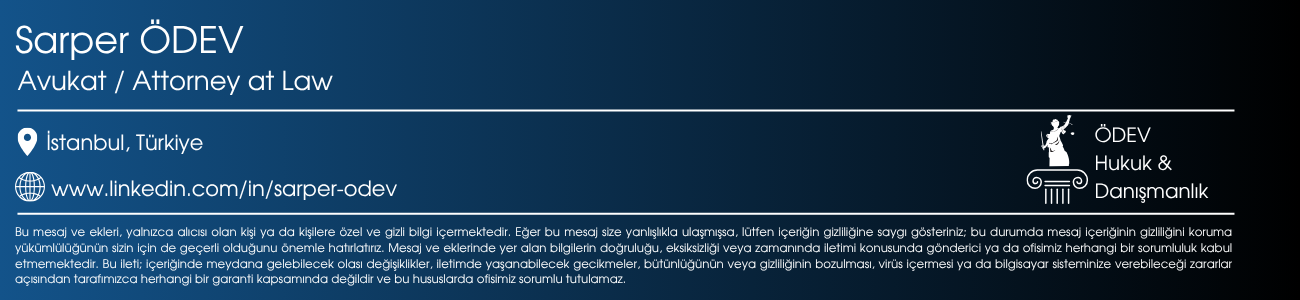 Sarper ÖDEV
Avukat / Attorney at Law
İstanbul, Türkiye
www.linkedin.com/in/sarper-odev
ÖDEV
Hukuk &
Danışmanlık
Bu mesaj ve ekleri, yalnızca alıcısı olan kişi ya da kişilere özel ve gizli bilgi içermektedir. Eğer bu mesaj size yanlışlıkla ulaşmışsa, lütfen içeriğin gizliliğine saygı gösteriniz; bu durumda mesaj içeriğinin gizliliğini koruma
yükümlülüğünün sizin için de geçerli olduğunu önemle hatırlatırız. Mesaj ve eklerinde yer alan bilgilerin doğruluğu, eksiksizliği veya zamanında iletimi konusunda gönderici ya da ofisimiz herhangi bir sorumluluk kabul
etmemektedir. Bu ileti; içeriğinde meydana gelebilecek olası değişiklikler, iletimde yaşanabilecek gecikmeler, bütünlüğünün veya gizliliğinin bozulması, virüs içermesi ya da bilgisayar sisteminize verebileceği zararlar
açısından tarafımızca herhangi bir garanti kapsamında değildir ve bu hususlarda ofisimiz sorumlu tutulamaz.